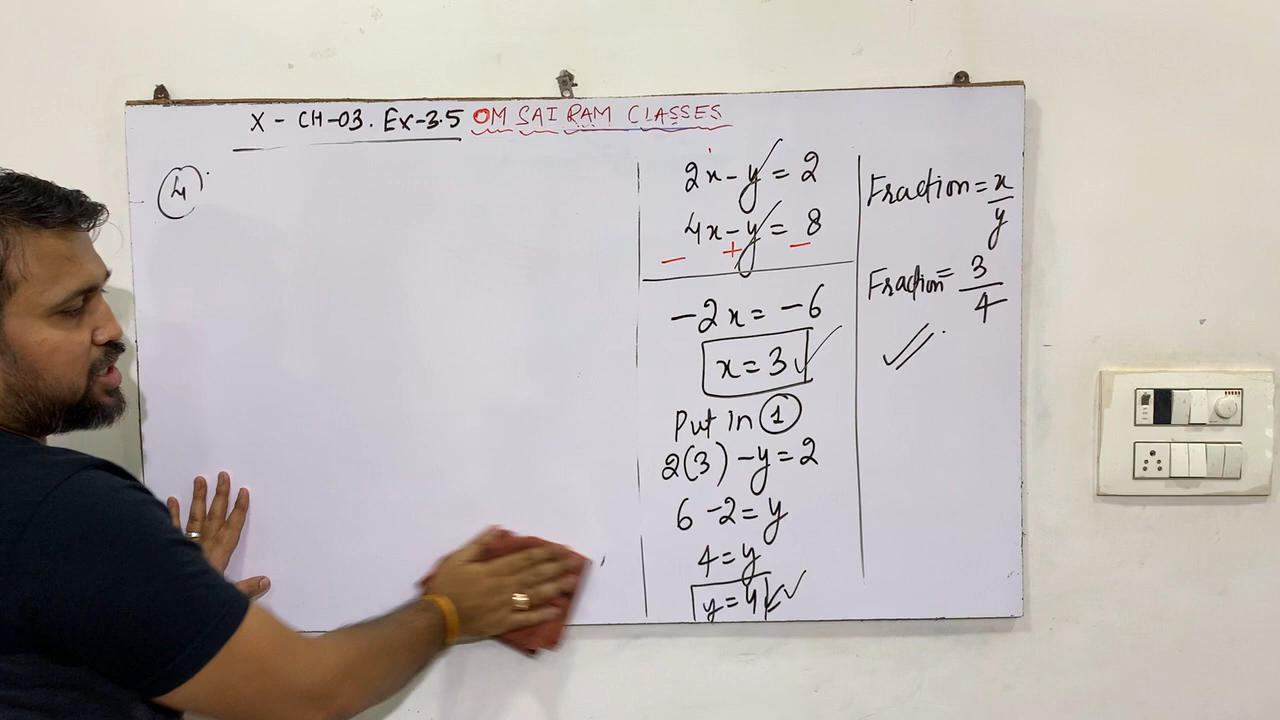 X - CH-03. Ex-3.5 OM SAI RAM CLASSES
4
2x - y = 2
4x - y = 8
- + -
-2x = -6
x = 3
Put in 1
2(3) - y = 2
6 - 2 = y
4 = y
y = 4
Fraction = x/y
Fraction = 3/4